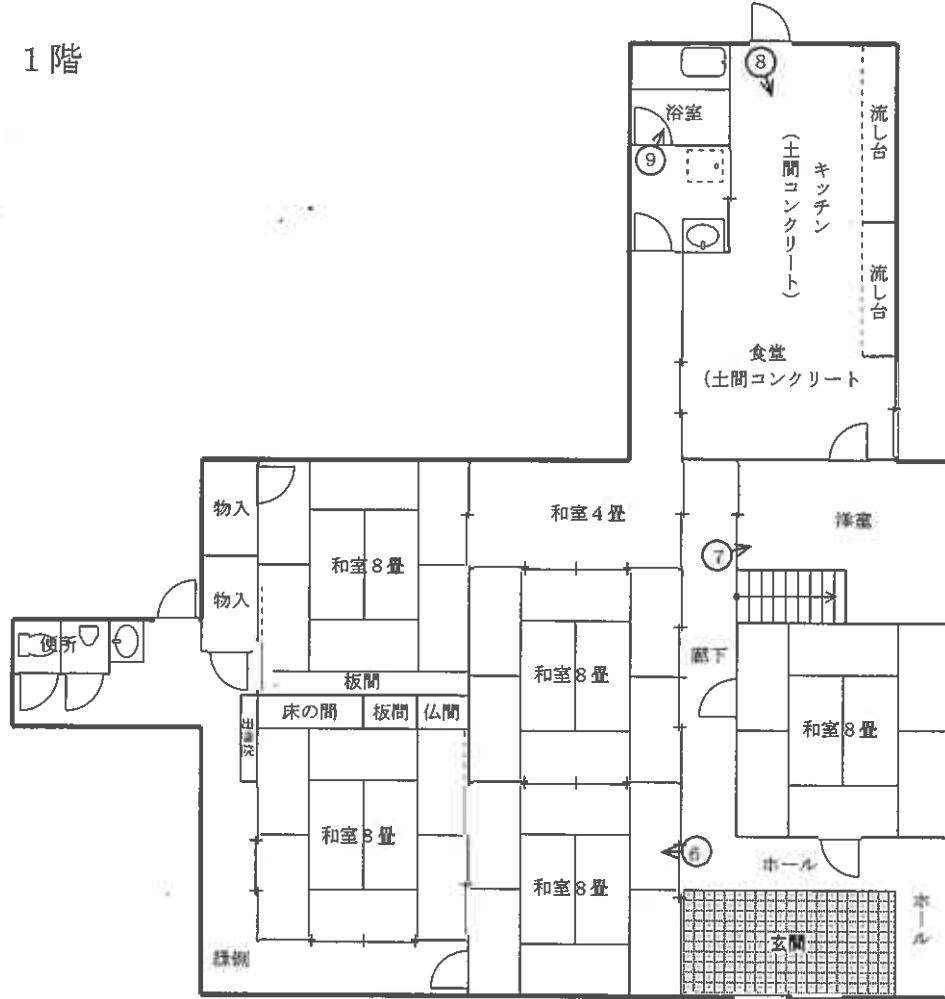 1階
⑧
浴室
流し台
キッチン
(土間コンクリート)
⑨
流し台
食堂
(土間コンクリート
物入
和室4畳
洋室
和室8畳
⑦
物入
便所
廊下
和室8畳
板間
床の間
板間
仏間
和室8畳
和室8畳
⑥
ホール
和室8畳
ホール
玄関
縁側